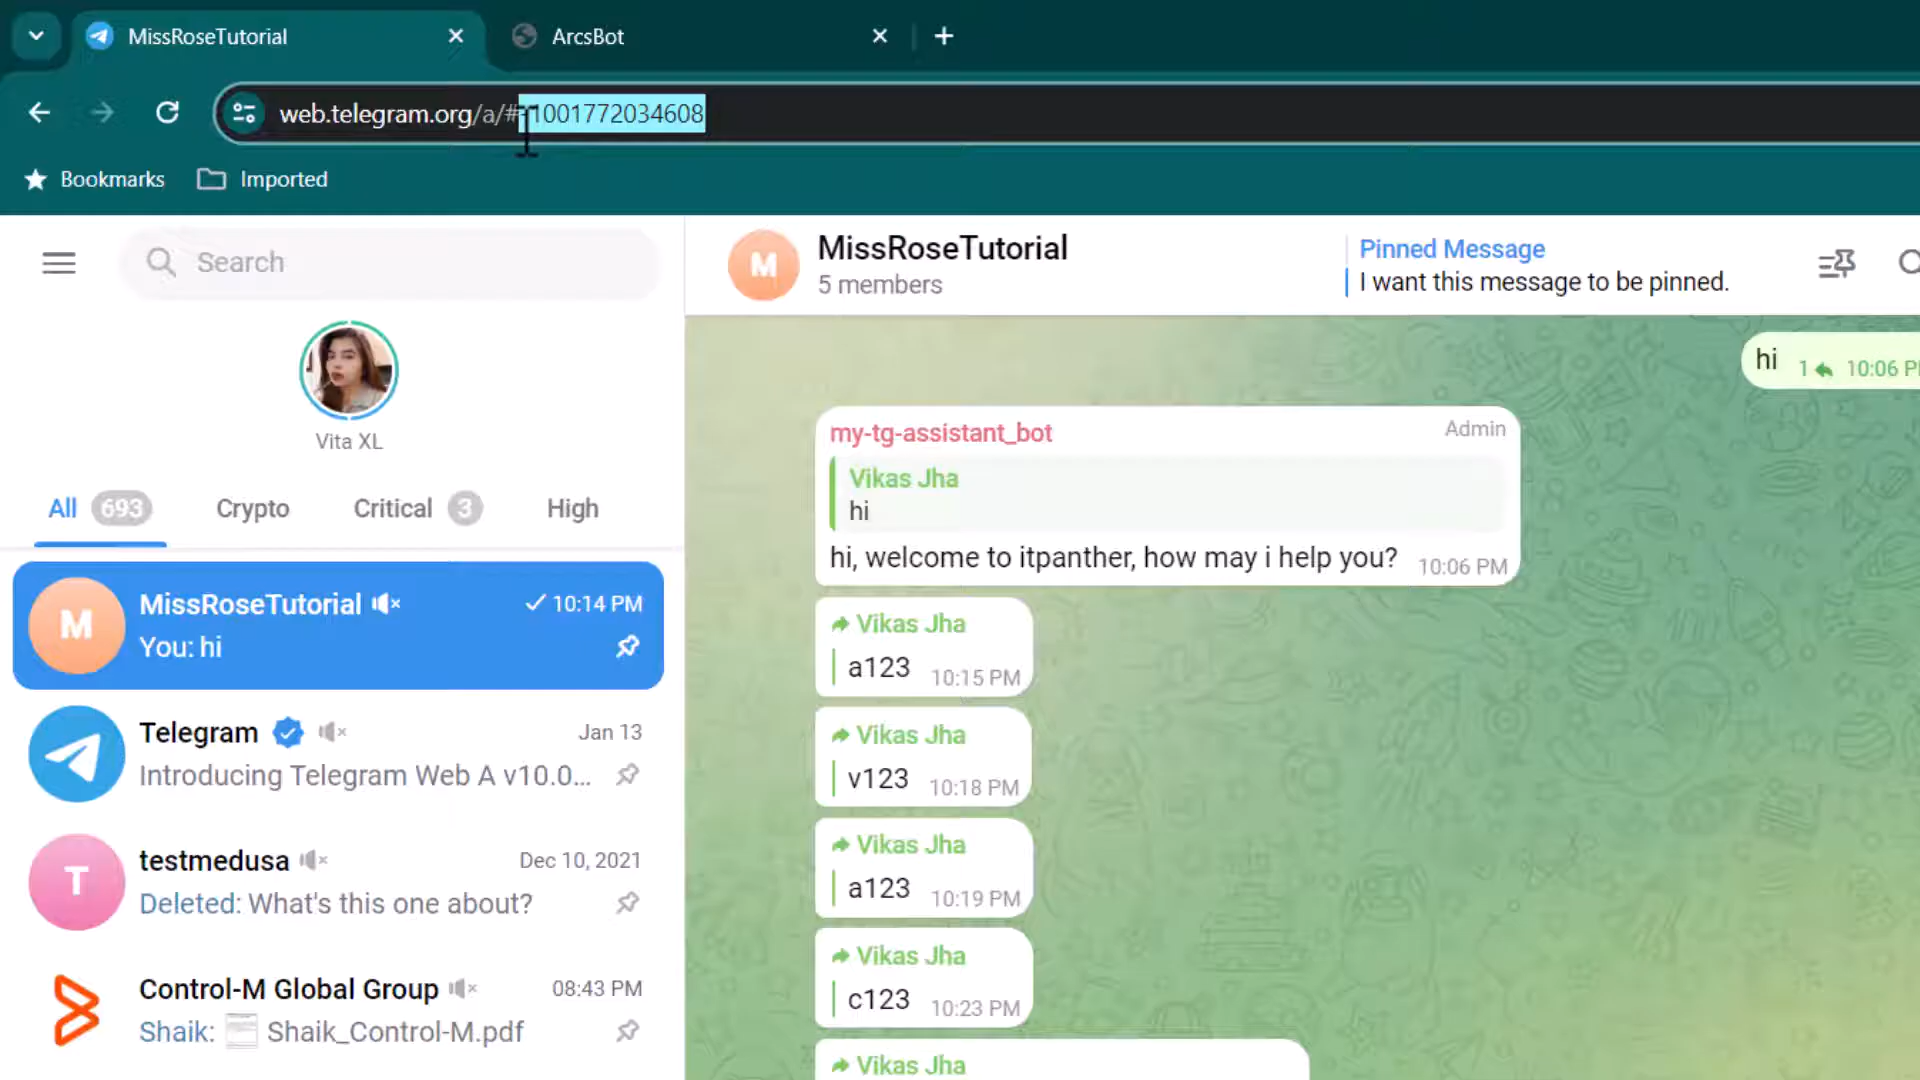 MissRoseTutorial
ArcsBot
web.telegram.org/a/#-1001772034608
Bookmarks
Imported
Search
Vita XL
All 693
Crypto
Critical 3
High
M
MissRoseTutorial
10:14 PM
You: hi
Telegram
Jan 13
Introducing Telegram Web A v10.0...
T
testmedusa
Dec 10, 2021
Deleted: What's this one about?
Control-M Global Group
08:43 PM
Shaik: Shaik_Control-M.pdf
M
MissRoseTutorial
5 members
Pinned Message
I want this message to be pinned.
hi
1
10:06 P
my-tg-assistant_bot
Admin
Vikas Jha
hi
hi, welcome to itpanther, how may i help you?
10:06 PM
Vikas Jha
a123
10:15 PM
Vikas Jha
v123
10:18 PM
Vikas Jha
a123
10:19 PM
Vikas Jha
c123
10:23 PM
Vikas Jha